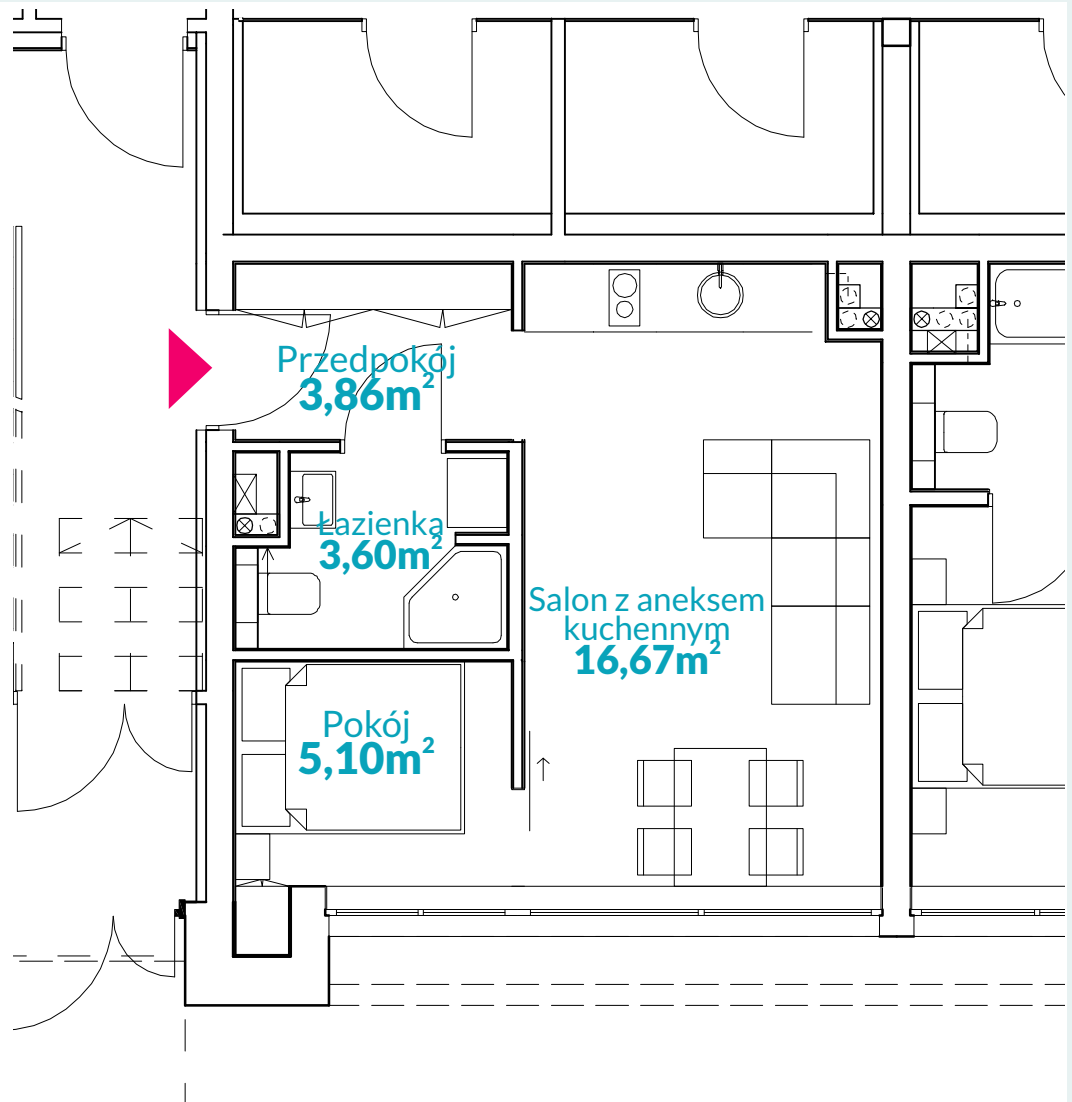 Przedpokój
3,86m²
Łazienka
3,60m²
Salon z aneksem
kuchennym
16,67m²
Pokój
5,10m²